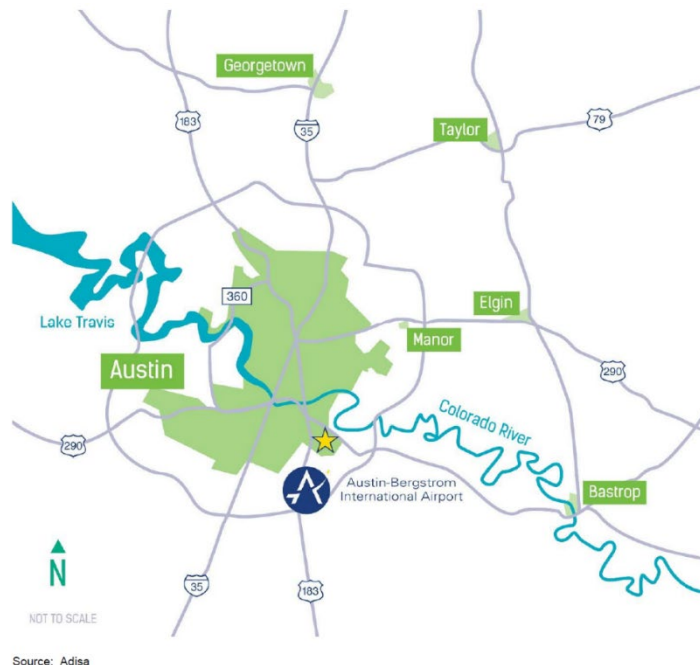 Georgetown
183
35
Taylor
79
360
Lake Travis
Elgin
Manor
Austin
290
Colorado River
290
Austin-Bergstrom
International Airport
Bastrop
N
35
183
NOT TO SCALE
Source: Adisa